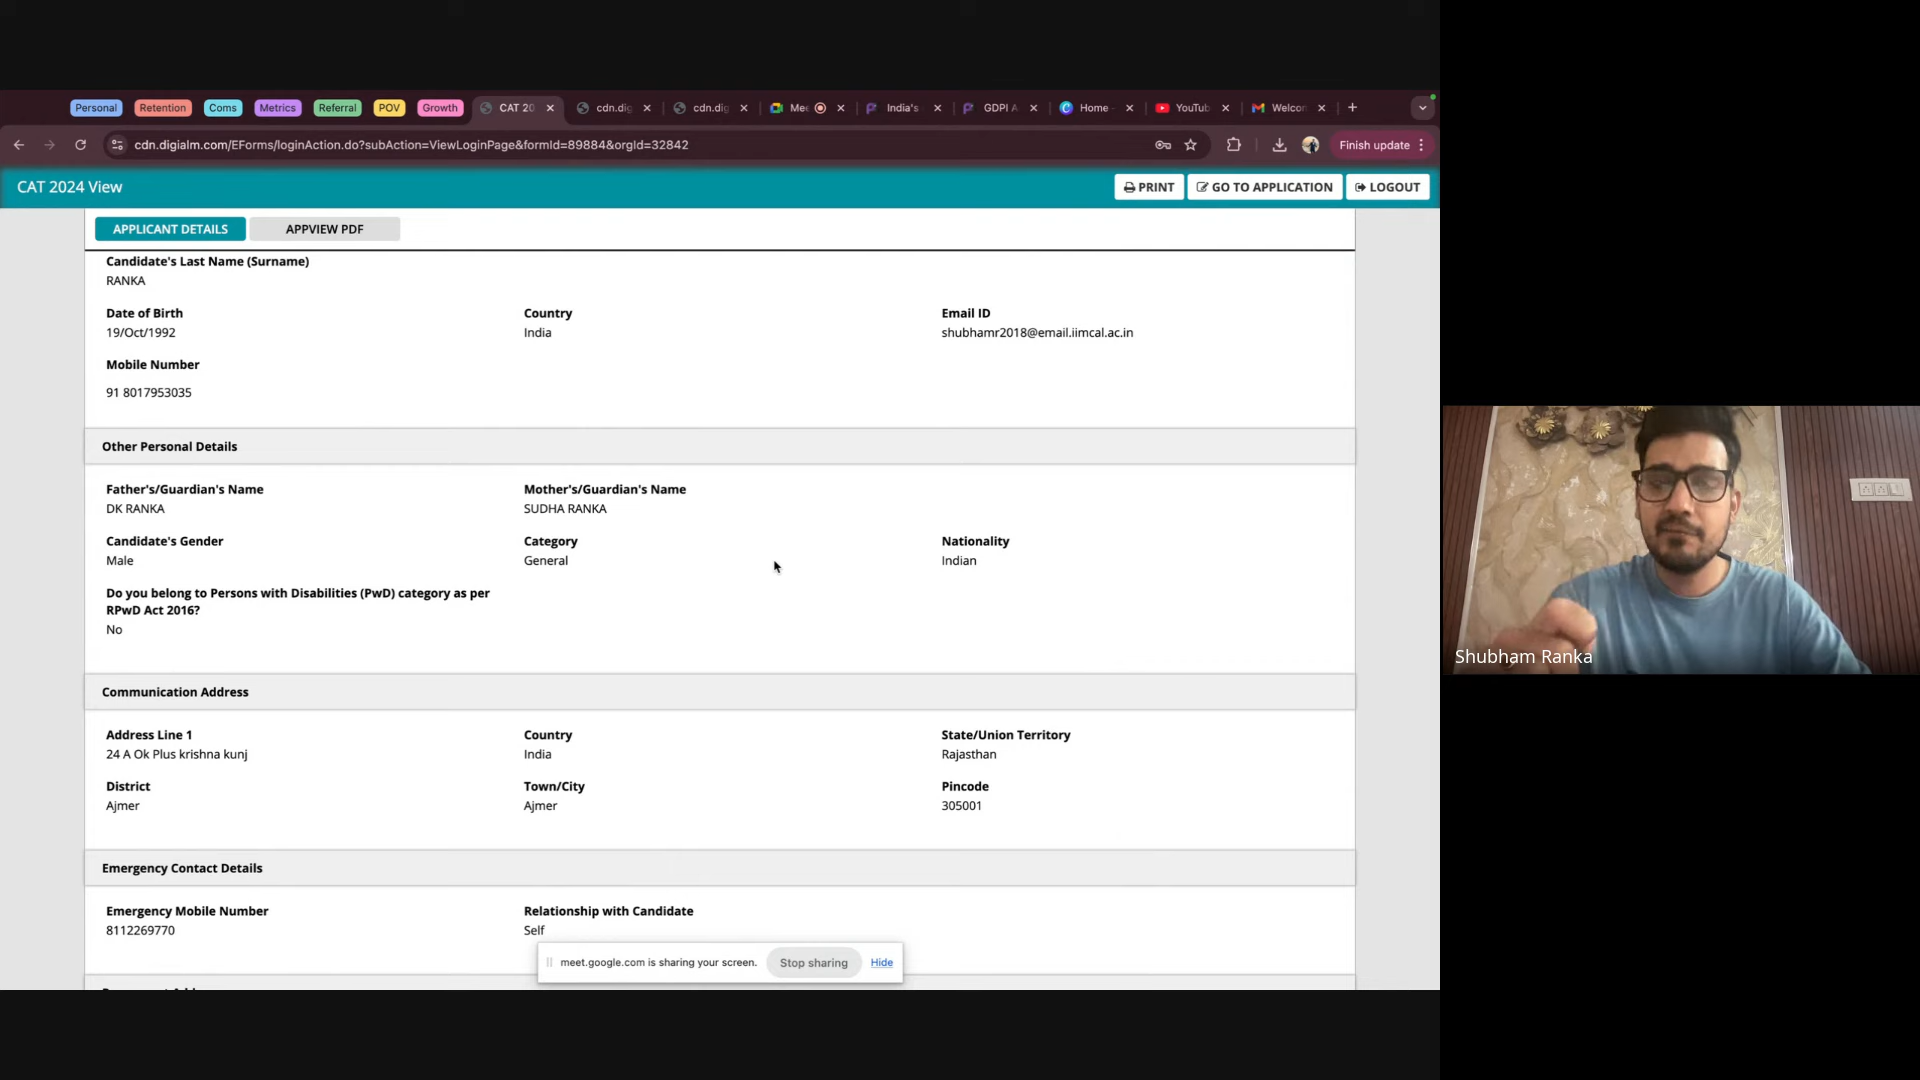 Personal Retention Coms Metrics Referral POV Growth CAT 20 cdn.dig cdn.dig Mee India's GDPI A Home YouTub Welcon
cdn.digialm.com/EForms/loginAction.do?subAction=ViewLoginPage&formId=89884&orgId=32842 Finish update
CAT 2024 View PRINT GO TO APPLICATION LOGOUT
APPLICANT DETAILS APPVIEW PDF
Candidate's Last Name (Surname)
RANKA
Date of Birth Country Email ID
19/Oct/1992 India shubhamr2018@email.iimcal.ac.in
Mobile Number
91 8017953035
Other Personal Details
Father's/Guardian's Name Mother's/Guardian's Name
DK RANKA SUDHA RANKA
Candidate's Gender Category Nationality
Male General Indian
Do you belong to Persons with Disabilities (PwD) category as per
RPwD Act 2016?
No
Shubham Ranka
Communication Address
Address Line 1 Country State/Union Territory
24 A Ok Plus krishna kunj India Rajasthan
District Town/City Pincode
Ajmer Ajmer 305001
Emergency Contact Details
Emergency Mobile Number Relationship with Candidate
8112269770 Self
meet.google.com is sharing your screen. Stop sharing Hide